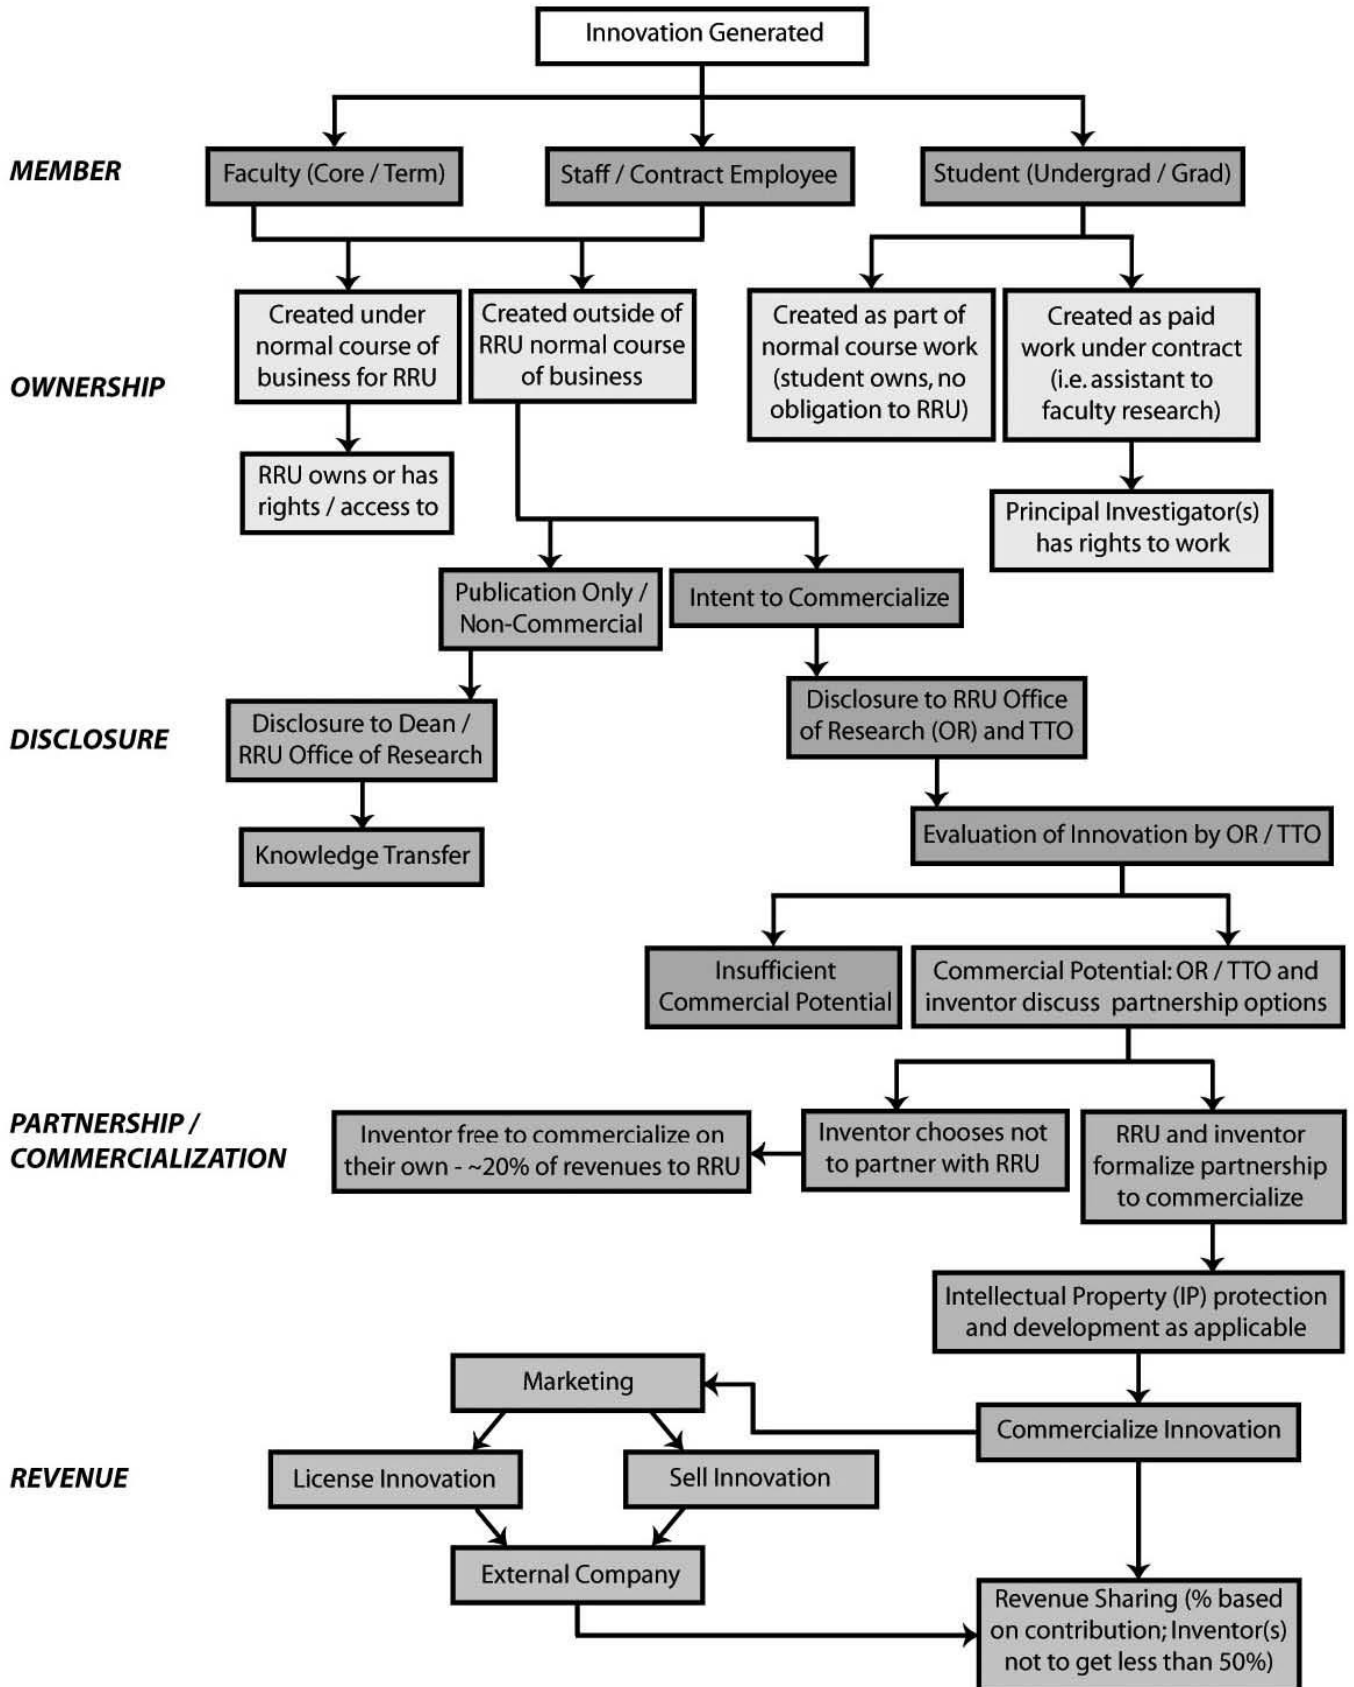 Innovation Generated
MEMBER
Faculty (Core / Term)
Staff / Contract Employee
Student (Undergrad / Grad)
OWNERSHIP
Created under
normal course of
business for RRU
Created outside of
RRU normal course
of business
Created as part of
normal course work
(student owns, no
obligation to RRU)
Created as paid
work under contract
(i.e. assistant to
faculty research)
RRU owns or has
rights / access to
Principal Investigator(s)
has rights to work
Publication Only /
Non-Commercial
Intent to Commercialize
DISCLOSURE
Disclosure to Dean /
RRU Office of Research
Disclosure to RRU Office
of Research (OR) and TTO
Knowledge Transfer
Evaluation of Innovation by OR / TTO
Insufficient
Commercial Potential
Commercial Potential: OR / TTO and
inventor discuss partnership options
PARTNERSHIP /
COMMERCIALIZATION
Inventor free to commercialize on
their own - ~20% of revenues to RRU
Inventor chooses not
to partner with RRU
RRU and inventor
formalize partnership
to commercialize
Intellectual Property (IP) protection
and development as applicable
Marketing
Commercialize Innovation
REVENUE
License Innovation
Sell Innovation
External Company
Revenue Sharing (% based
on contribution; Inventor(s)
not to get less than 50%)